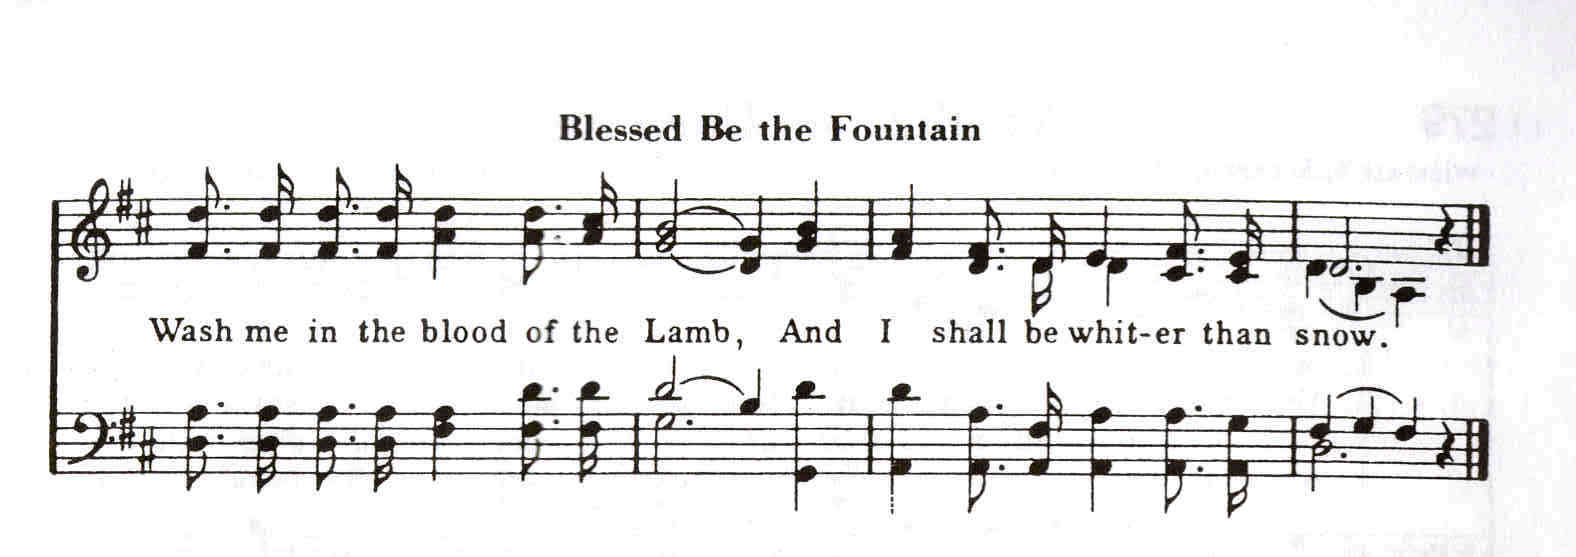 Blessed Be the Fountain
Wash me in the blood of the Lamb, And I shall be whit-er than snow.